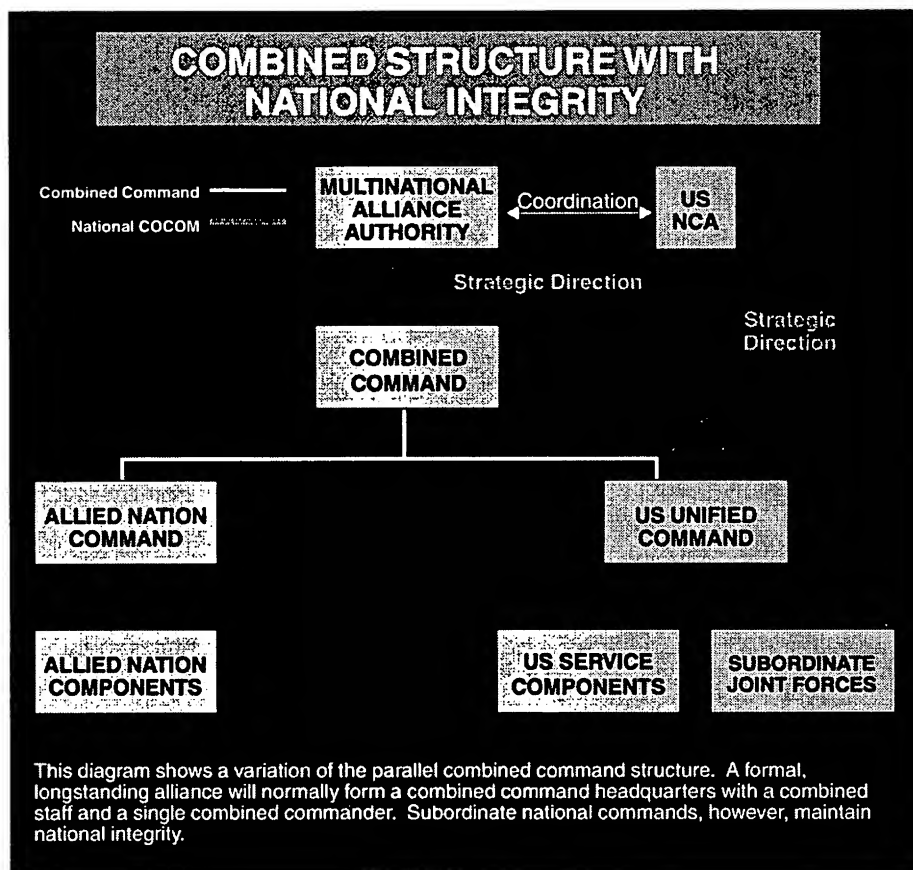 COMBINED STRUCTURE WITH
NATIONAL INTEGRITY
Combined Command
National COCOM
MULTINATIONAL
ALLIANCE
AUTHORITY
Coordination
US
NCA
Strategic Direction
Strategic
Direction
COMBINED
COMMAND
ALLIED NATION
COMMAND
US UNIFIED
COMMAND
ALLIED NATION
COMPONENTS
US SERVICE
COMPONENTS
SUBORDINATE
JOINT FORCES
This diagram shows a variation of the parallel combined command structure. A formal,
longstanding alliance will normally form a combined command headquarters with a combined
staff and a single combined commander. Subordinate national commands, however, maintain
national integrity.